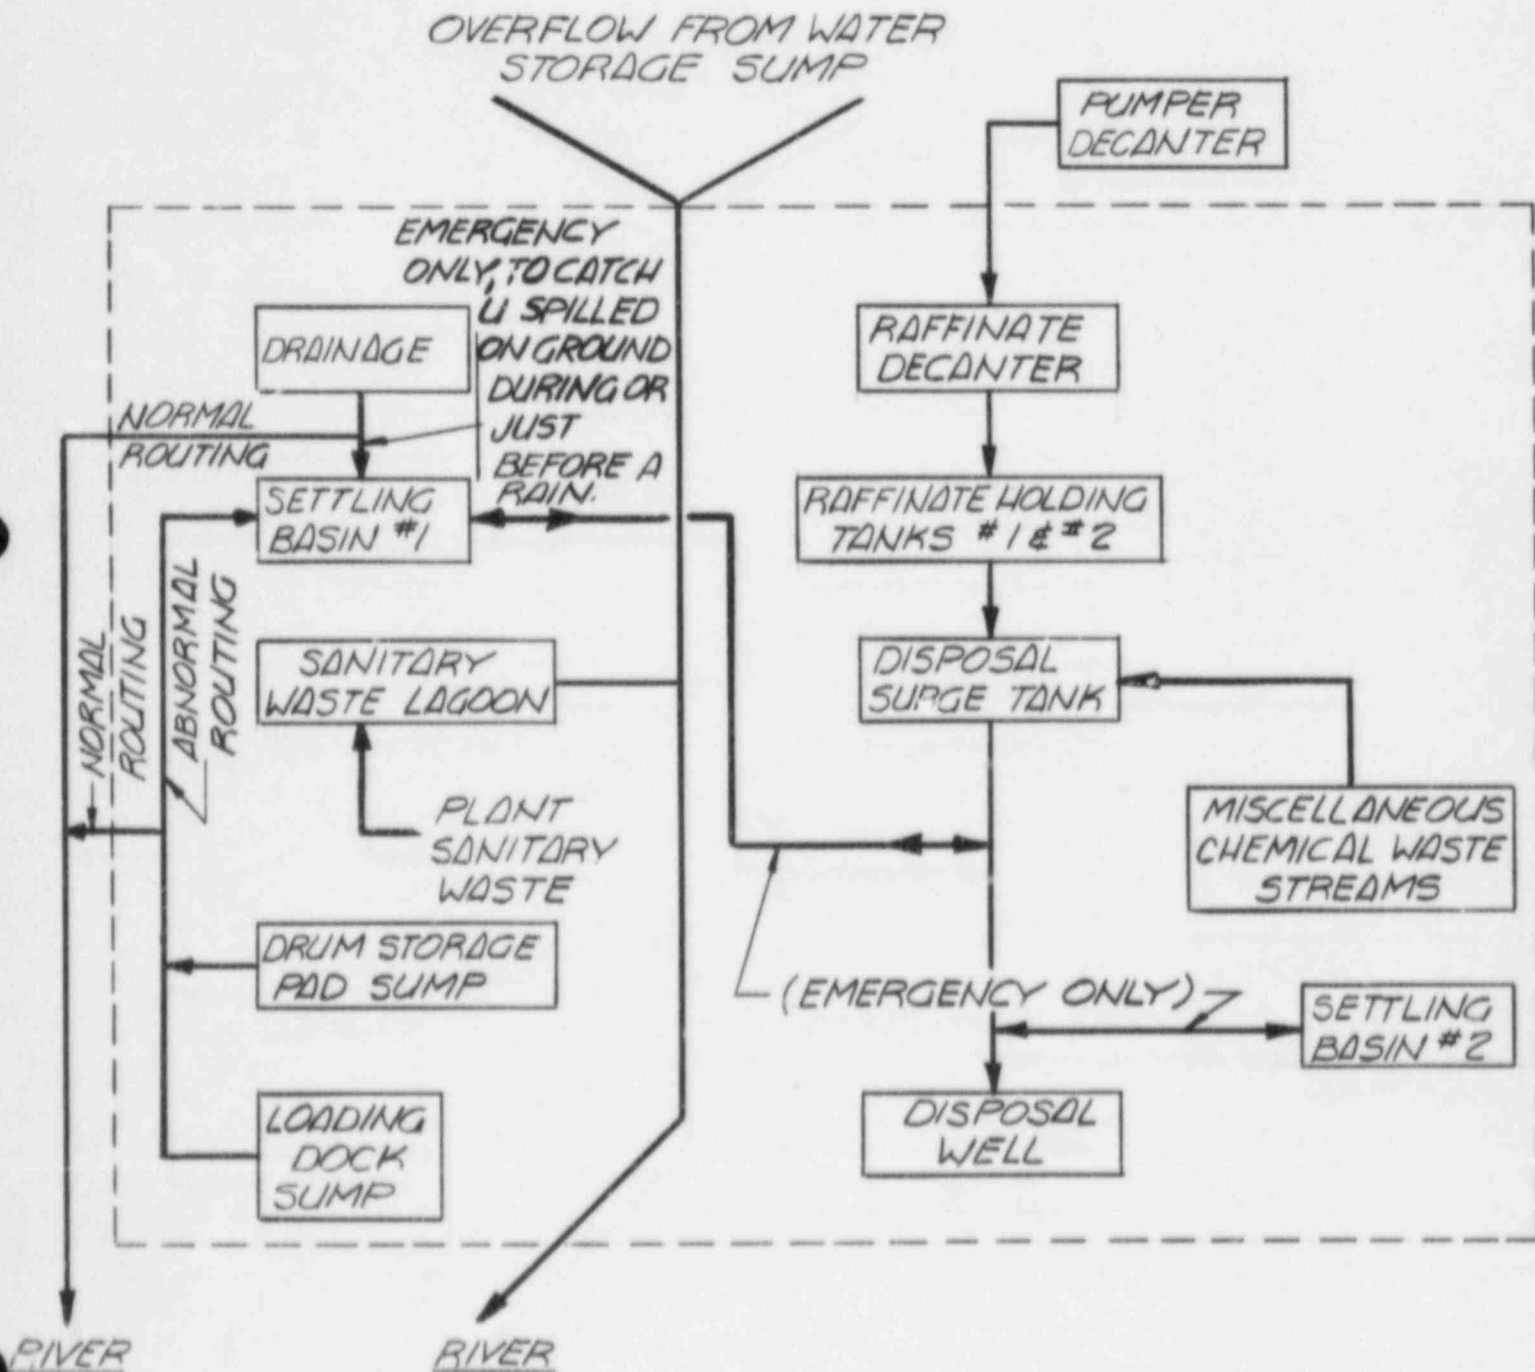 OVERFLOW FROM WATER
STORAGE SUMP
PUMPER
DECANTER
EMERGENCY
ONLY, TO CATCH
U SPILLED
ON GROUND
DURING OR
JUST
BEFORE A
RAIN.
DRAINAGE
NORMAL
ROUTING
RAFFINATE
DECANTER
SETTLING
BASIN #1
RAFFINATE HOLDING
TANKS #1 & #2
NORMAL
ROUTING
ABNORMAL
ROUTING
SANITARY
WASTE LAGOON
DISPOSAL
SURGE TANK
PLANT
SANITARY
WASTE
MISCELLANEOUS
CHEMICAL WASTE
STREAMS
DRUM STORAGE
PAD SUMP
(EMERGENCY ONLY)
SETTLING
BASIN #2
LOADING
DOCK
SUMP
DISPOSAL
WELL
RIVER
RIVER